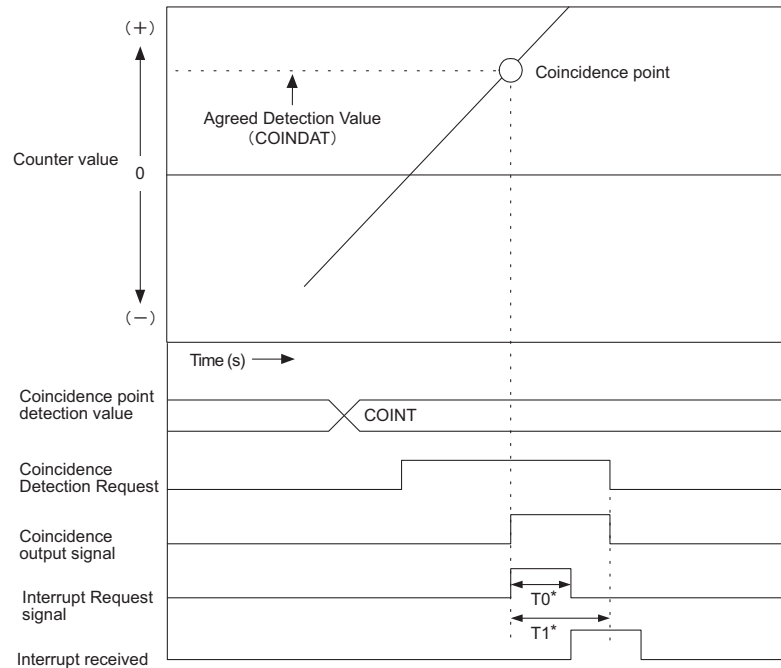 (+)
Coincidence point
Agreed Detection Value
(COINDAT)
Counter value
0
(−)
Time (s)
Coincidence point
detection value
COINT
Coincidence
Detection Request
Coincidence
output signal
Interrupt Request
signal
T0*
T1*
Interrupt received